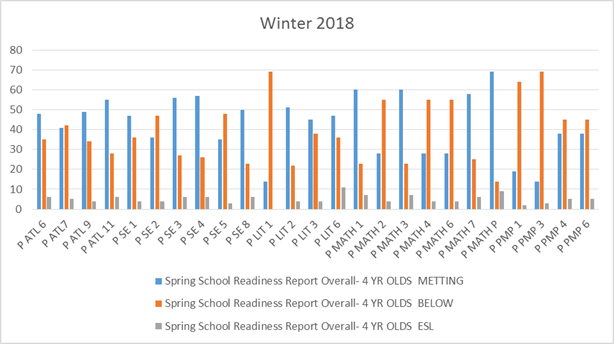 Winter 2018
80
70
60
50
40
30
20
10
0
P ATL 6
P ATL7
P ATL 9
P ATL 11
P SE 1
P SE 2
P SE 3
P SE 4
P SE 5
P SE 8
P LIT 1
P LIT 2
P LIT 3
P LIT 6
P MATH 1
P MATH 2
P MATH 3
P MATH 4
P MATH 6
P MATH 7
P MATH P
P PMP 1
P PMP 3
P PMP 4
P PMP 6
Spring School Readiness Report Overall- 4 YR OLDS METTING
Spring School Readiness Report Overall- 4 YR OLDS BELOW
Spring School Readiness Report Overall- 4 YR OLDS ESL